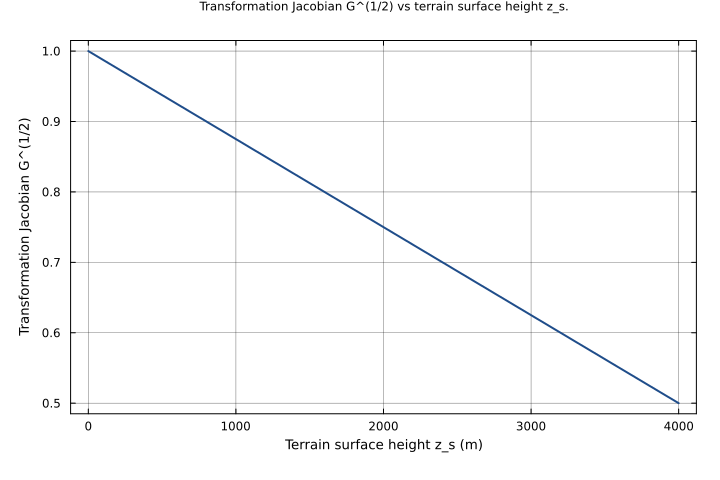 Transformation Jacobian G^(1/2) vs terrain surface height z_s.
1.0
0.9
0.8
0.7
0.6
0.5
Transformation Jacobian G^(1/2)
0 1000 2000 3000 4000
Terrain surface height z_s (m)